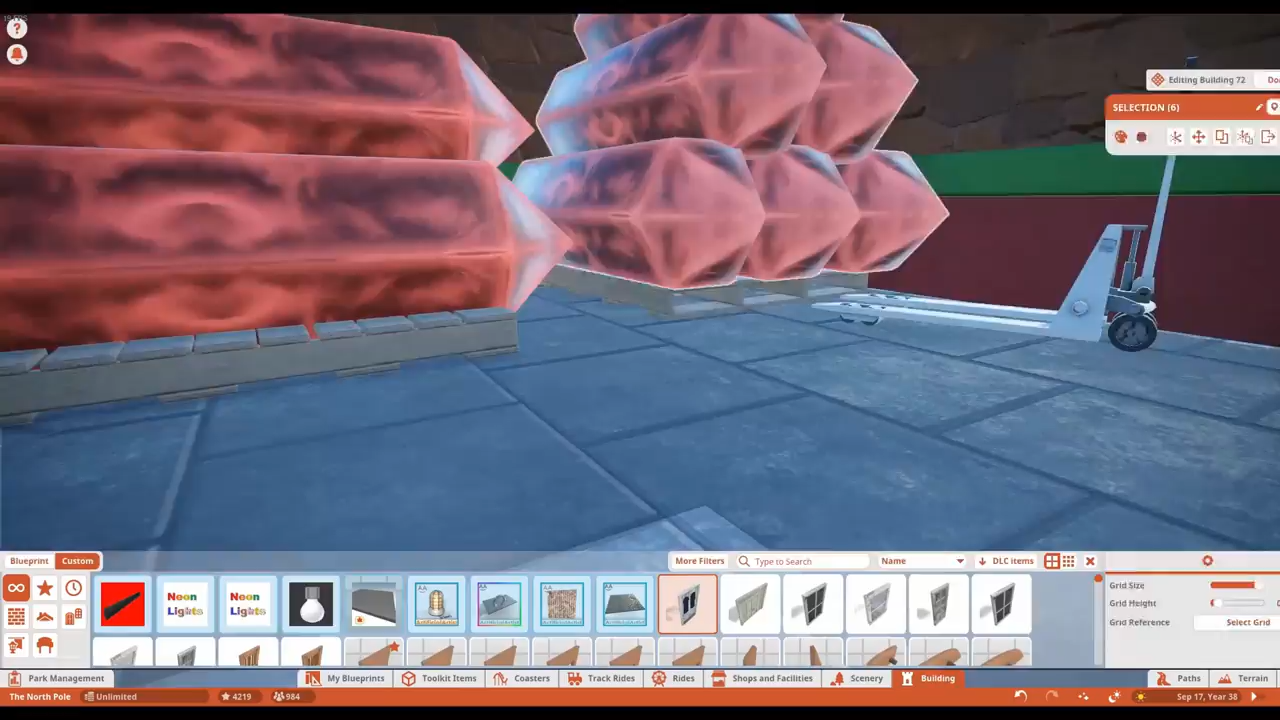 Editing Building 72
SELECTION (6)
Blueprint
Custom
More Filters
Type to Search
Name
DLC items
Neon
Lights
Neon
Lights
Grid Size
Grid Height
Grid Reference
Select Grid
Park Management
My Blueprints
Toolkit Items
Coasters
Track Rides
Rides
Shops and Facilities
Scenery
Building
Paths
Terrain
The North Pole
Unlimited
4219
984
Sep 17, Year 38